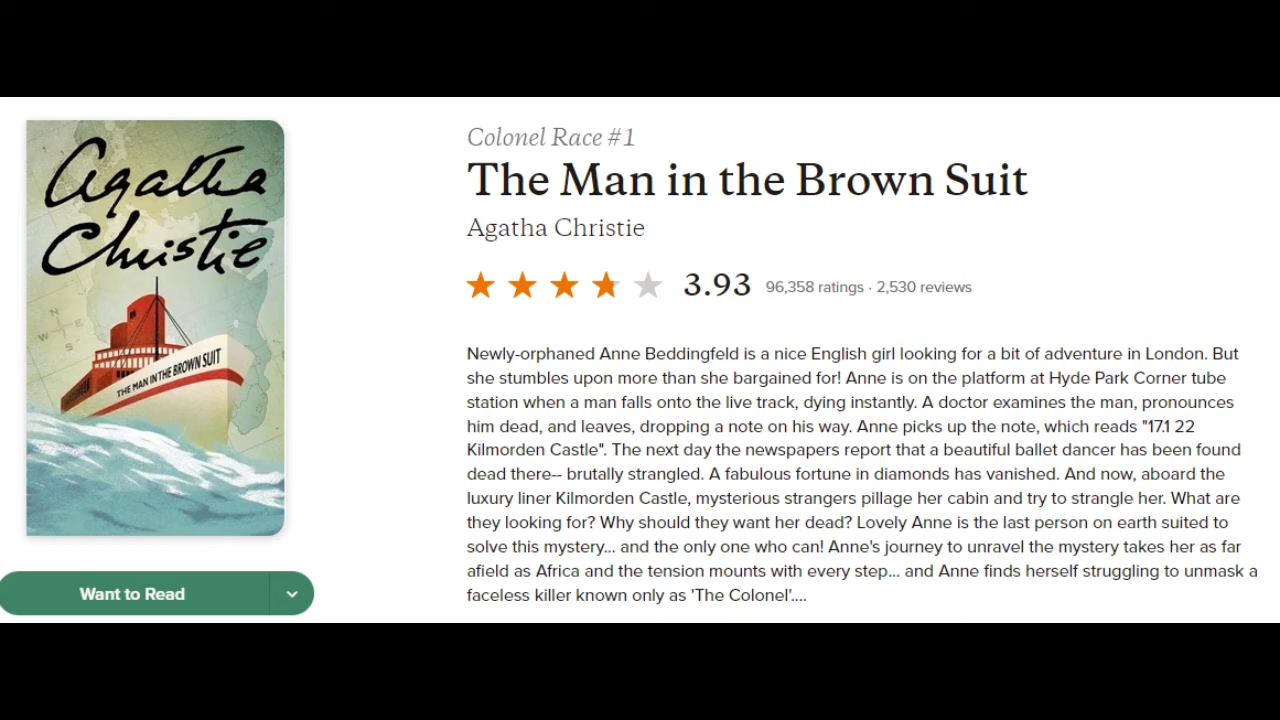 Agatha
Christie
N
E
W
S
THE MAN IN THE BROWN SUIT
Want to Read
Colonel Race #1
The Man in the Brown Suit
Agatha Christie
3.93 96,358 ratings · 2,530 reviews
Newly-orphaned Anne Beddingfeld is a nice English girl looking for a bit of adventure in London. But
she stumbles upon more than she bargained for! Anne is on the platform at Hyde Park Corner tube
station when a man falls onto the live track, dying instantly. A doctor examines the man, pronounces
him dead, and leaves, dropping a note on his way. Anne picks up the note, which reads "17.1 22
Kilmorden Castle". The next day the newspapers report that a beautiful ballet dancer has been found
dead there-- brutally strangled. A fabulous fortune in diamonds has vanished. And now, aboard the
luxury liner Kilmorden Castle, mysterious strangers pillage her cabin and try to strangle her. What are
they looking for? Why should they want her dead? Lovely Anne is the last person on earth suited to
solve this mystery... and the only one who can! Anne's journey to unravel the mystery takes her as far
afield as Africa and the tension mounts with every step... and Anne finds herself struggling to unmask a
faceless killer known only as 'The Colonel'....